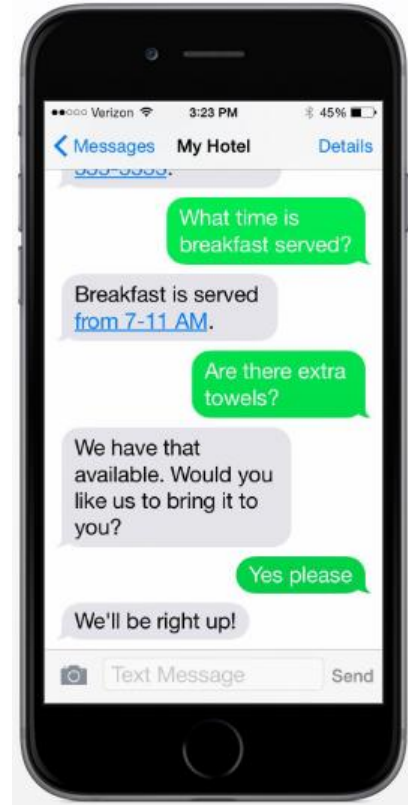 Verizon 3:23 PM 45%
Messages My Hotel Details
What time is
breakfast served?
Breakfast is served
from 7-11 AM.
Are there extra
towels?
We have that
available. Would you
like us to bring it to
you?
Yes please
We'll be right up!
Text Message Send